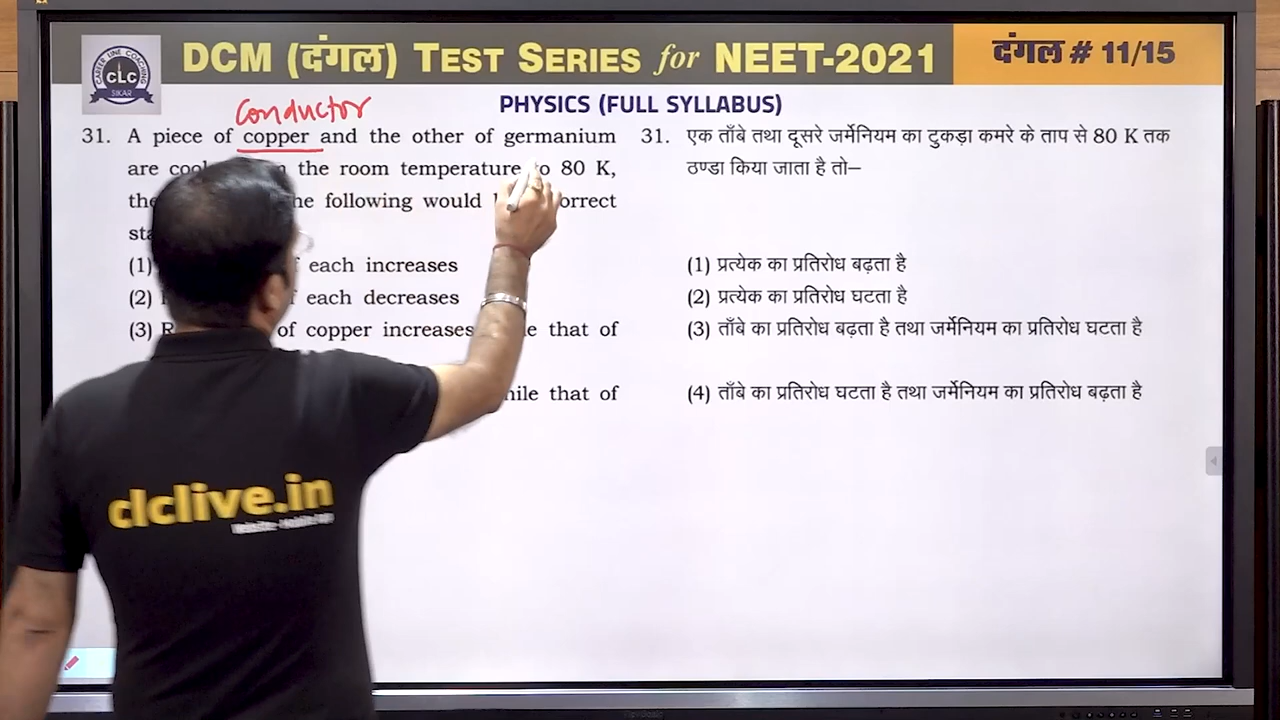 CAREER LINE COACHING
CLC
SIKAR
DCM (दंगल) TEST SERIES for NEET-2021
दंगल # 11/15
PHYSICS (FULL SYLLABUS)
conductor
31. A piece of copper and the other of germanium
are the room temperature to 80 K,
the following would
(1) each increases
(2) each decreases
(3) of copper increases that of
that of
31. एक ताँबे तथा दूसरे जर्मेनियम का टुकड़ा कमरे के ताप से 80 K तक
ठण्डा किया जाता है तो–
(1) प्रत्येक का प्रतिरोध बढ़ता है
(2) प्रत्येक का प्रतिरोध घटता है
(3) ताँबे का प्रतिरोध बढ़ता है तथा जर्मेनियम का प्रतिरोध घटता है
(4) ताँबे का प्रतिरोध घटता है तथा जर्मेनियम का प्रतिरोध बढ़ता है
clclive.in